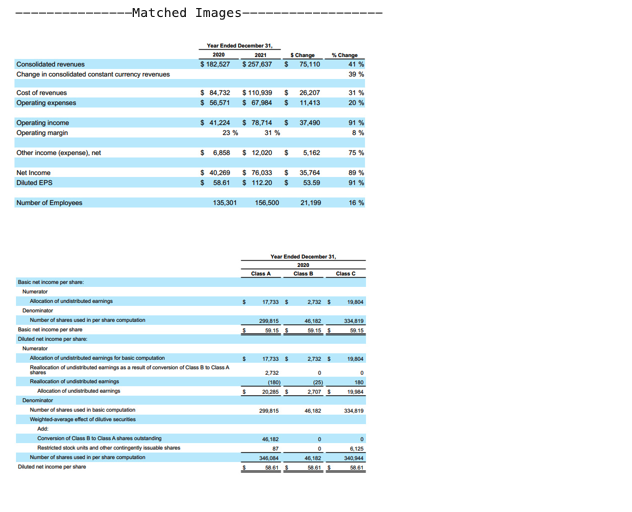 ---------------Matched Images------------------
Year Ended December 31,
2020 2021 $ Change % Change
Consolidated revenues $ 182,527 $ 257,637 $ 75,110 41 %
Change in consolidated constant currency revenues 39 %
Cost of revenues $ 84,732 $ 110,939 $ 26,207 31 %
Operating expenses $ 56,571 $ 67,984 $ 11,413 20 %
Operating income $ 41,224 $ 78,714 $ 37,490 91 %
Operating margin 23 % 31 % 8 %
Other income (expense), net $ 6,858 $ 12,020 $ 5,162 75 %
Net Income $ 40,269 $ 76,033 $ 35,764 89 %
Diluted EPS $ 58.61 $ 112.20 $ 53.59 91 %
Number of Employees 135,301 156,500 21,199 16 %
Year Ended December 31,
2020
Class A Class B Class C
Basic net income per share:
Numerator
Allocation of undistributed earnings $ 17,733 $ 2,732 $ 19,804
Denominator
Number of shares used in per share computation 299,815 46,182 334,819
Basic net income per share $ 59.15 $ 59.15 $ 59.15
Diluted net income per share:
Numerator
Allocation of undistributed earnings for basic computation $ 17,733 $ 2,732 $ 19,804
Reallocation of undistributed earnings as a result of conversion of Class B to Class A
shares 2,732 0 0
Reallocation of undistributed earnings (180) (25) 180
Allocation of undistributed earnings $ 20,285 $ 2,707 $ 19,984
Denominator
Number of shares used in basic computation 299,815 46,182 334,819
Weighted-average effect of dilutive securities
Add:
Conversion of Class B to Class A shares outstanding 46,182 0 0
Restricted stock units and other contingently issuable shares 87 0 6,125
Number of shares used in per share computation 346,084 46,182 340,944
Diluted net income per share $ 58.61 $ 58.61 $ 58.61